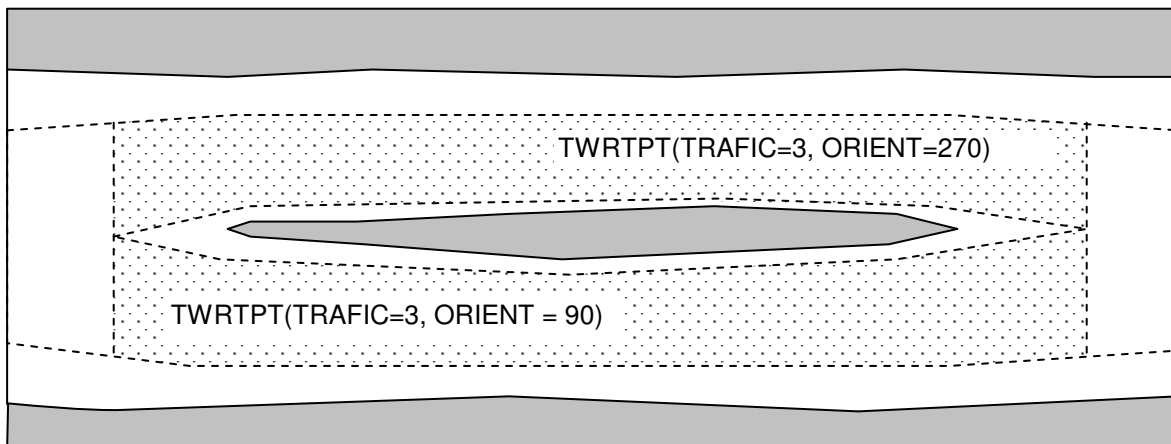 TWRTPT(TRAFIC=3, ORIENT=270)
TWRTPT(TRAFIC=3, ORIENT = 90)